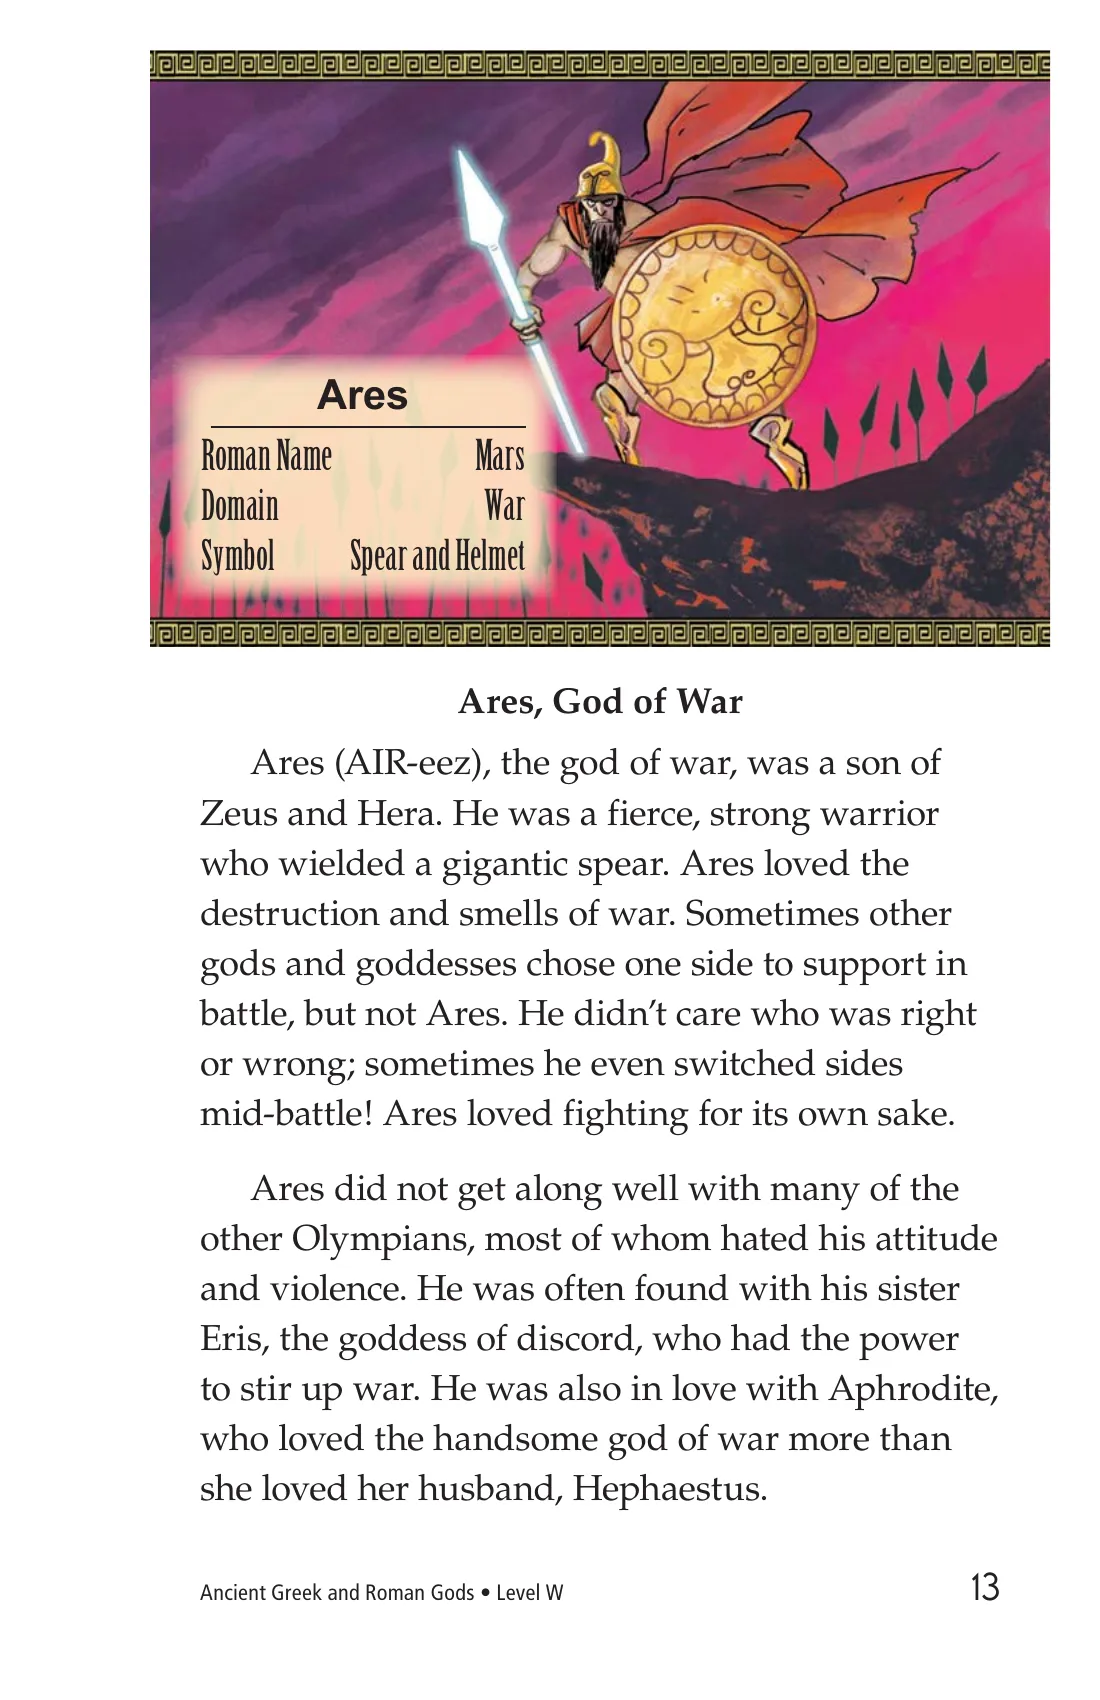 Ares
Roman Name Mars
Domain War
Symbol Spear and Helmet
Ares, God of War
Ares (AIR-eez), the god of war, was a son of
Zeus and Hera. He was a fierce, strong warrior
who wielded a gigantic spear. Ares loved the
destruction and smells of war. Sometimes other
gods and goddesses chose one side to support in
battle, but not Ares. He didn’t care who was right
or wrong; sometimes he even switched sides
mid-battle! Ares loved fighting for its own sake.
Ares did not get along well with many of the
other Olympians, most of whom hated his attitude
and violence. He was often found with his sister
Eris, the goddess of discord, who had the power
to stir up war. He was also in love with Aphrodite,
who loved the handsome god of war more than
she loved her husband, Hephaestus.
Ancient Greek and Roman Gods • Level W 13